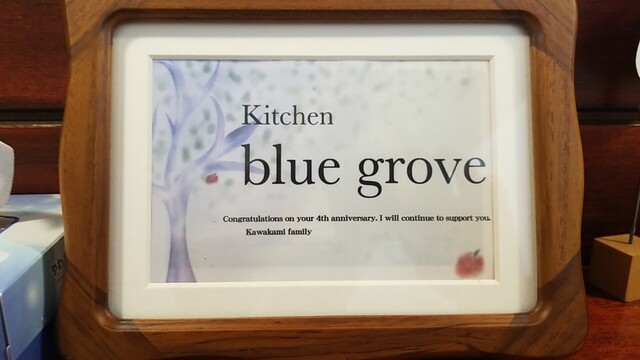 Kitchen
blue grove
Congratulations on your 4th anniversary. I will continue to support you.
Kawakami family